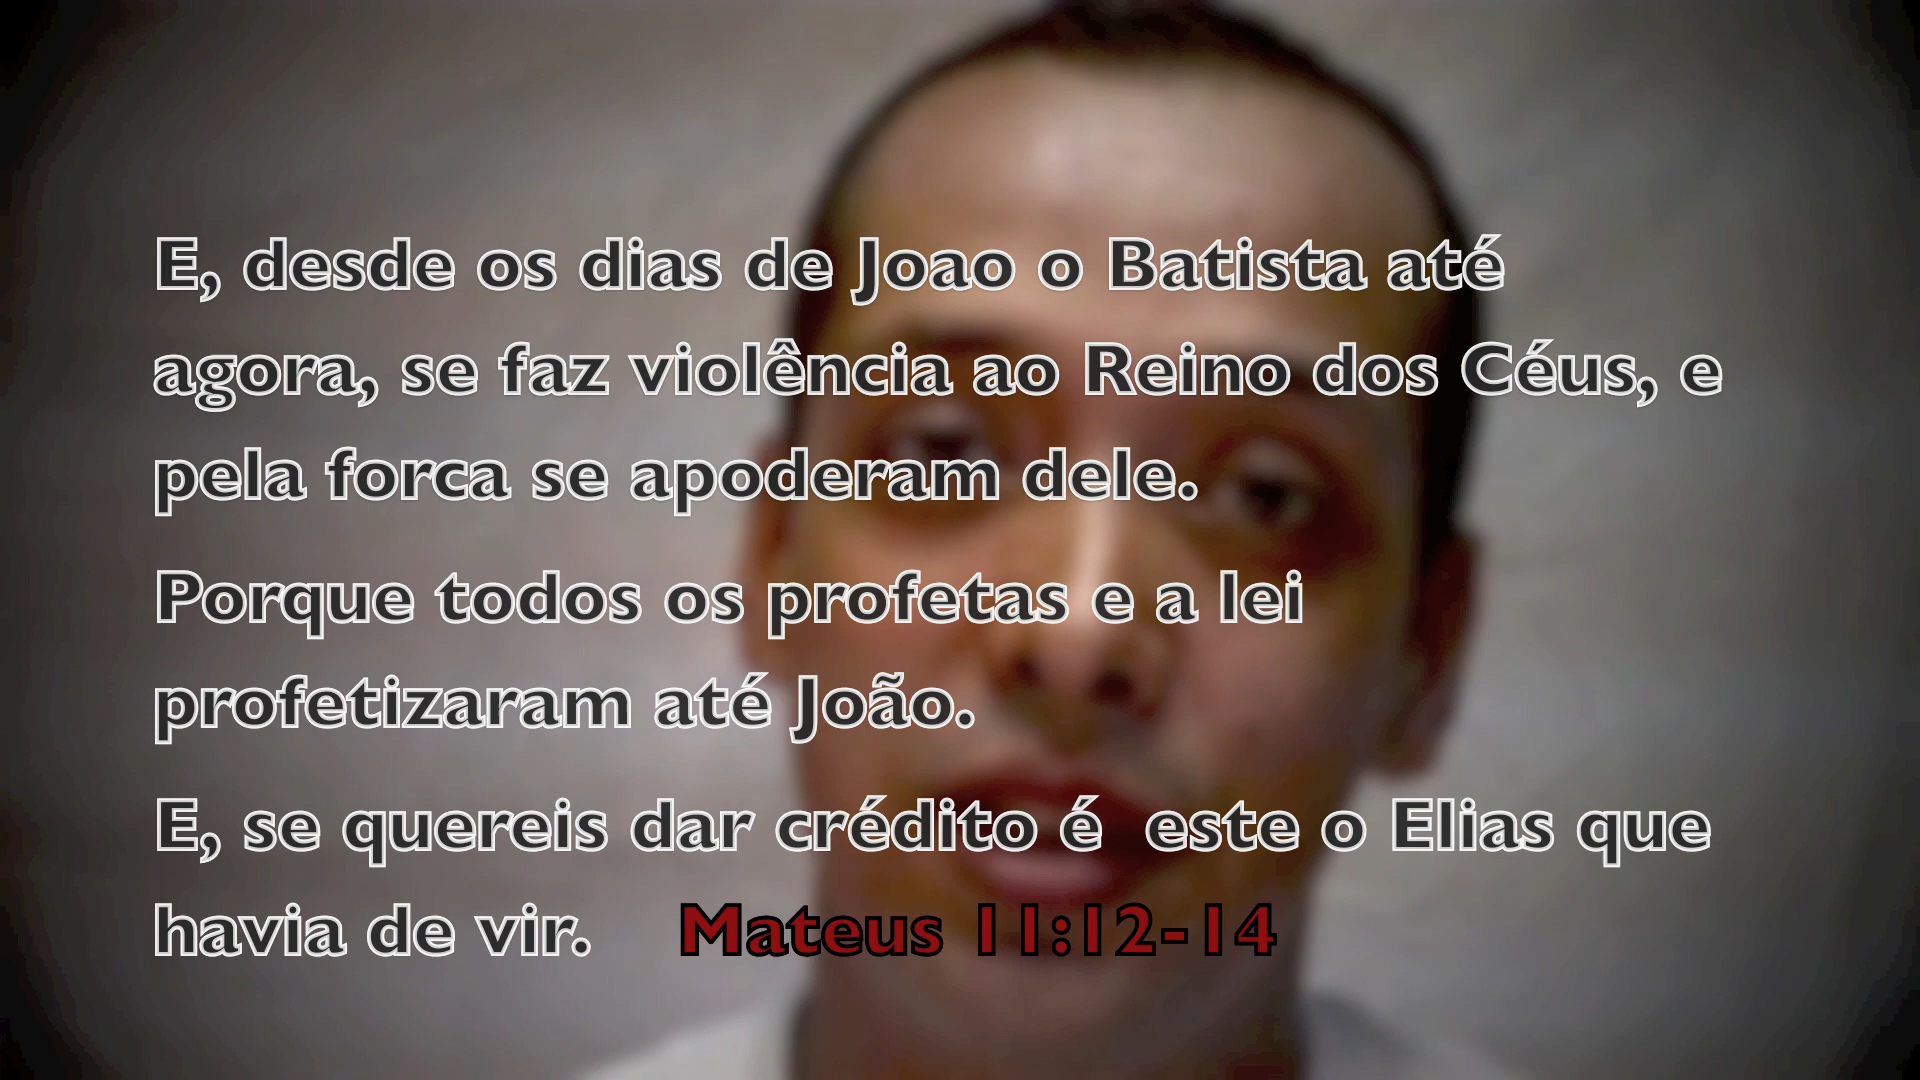 E, desde os dias de Joao o Batista até
agora, se faz violência ao Reino dos Céus, e
pela forca se apoderam dele.
Porque todos os profetas e a lei
profetizaram até João.
E, se quereis dar crédito é  este o Elias que
havia de vir. Mateus 11:12-14